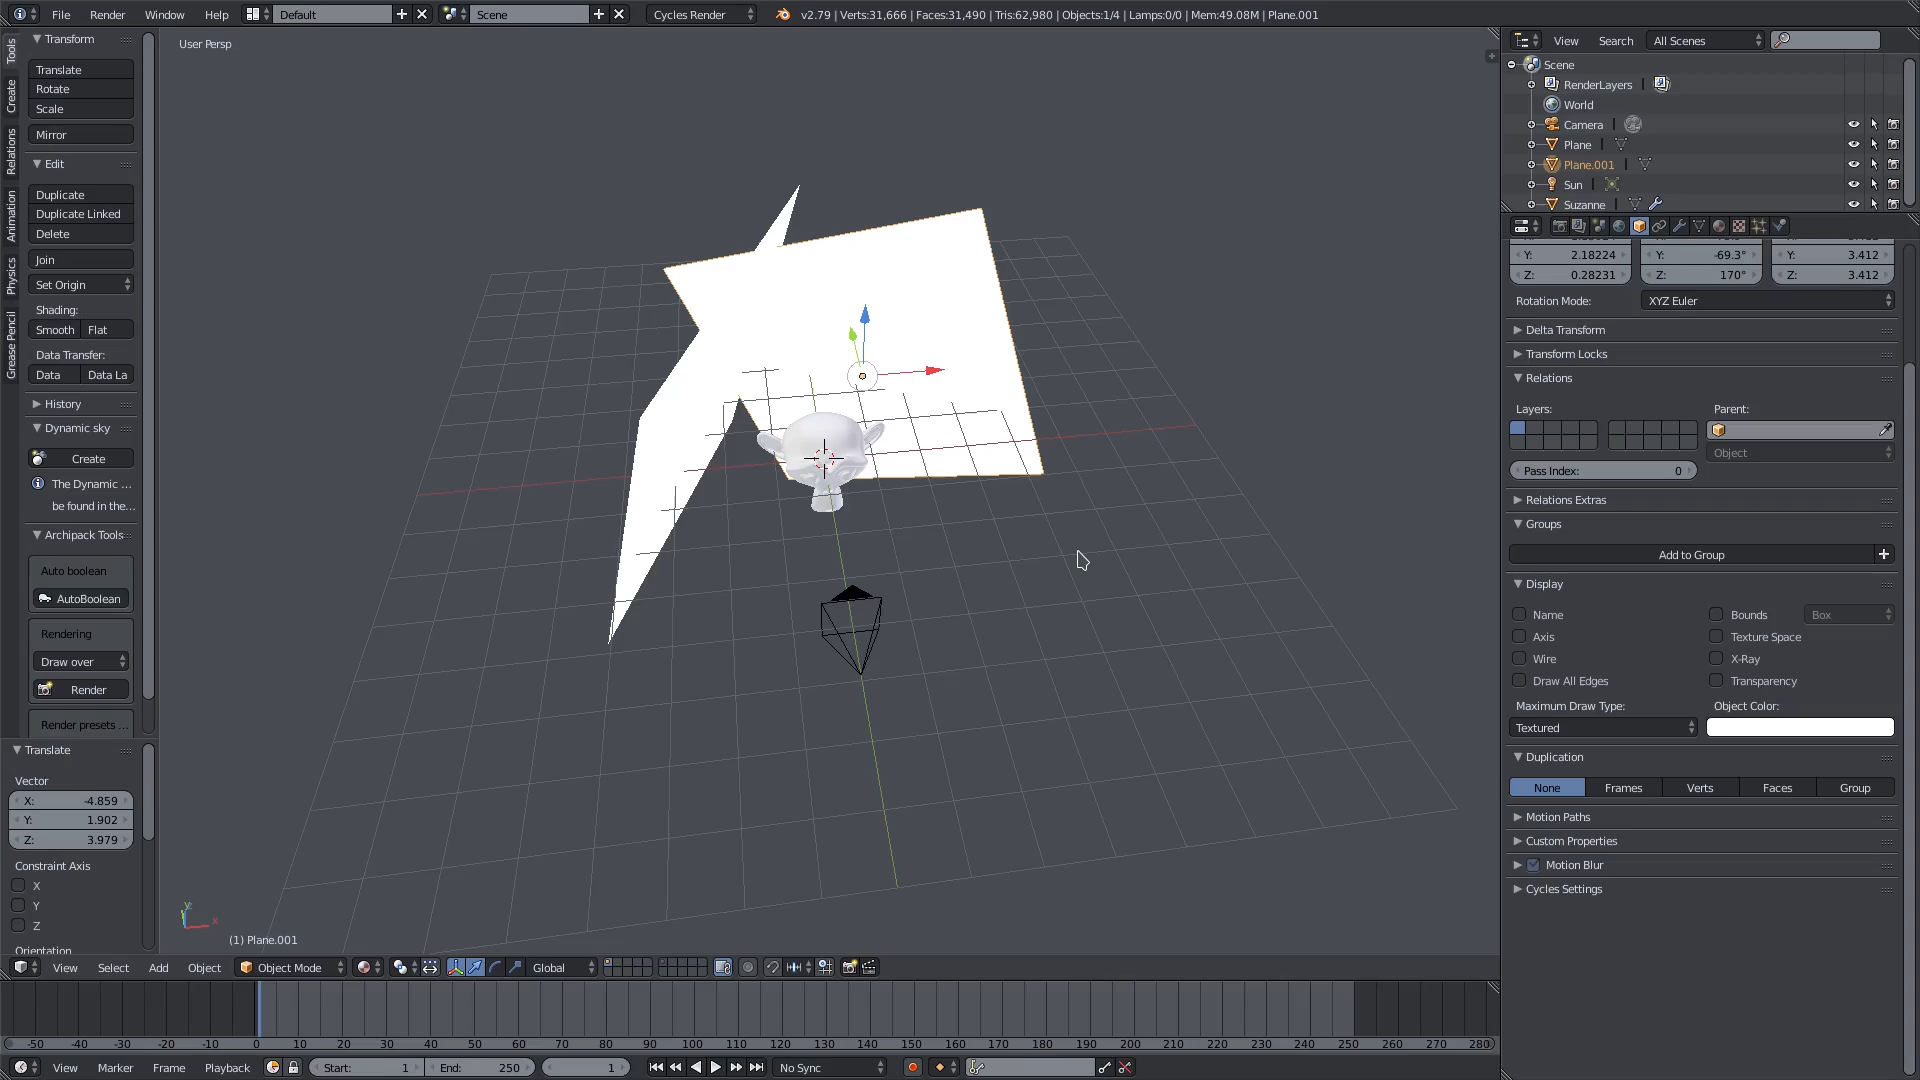 File Render Window Help Default Scene Cycles Render v2.79 | Verts:31,666 | Faces:31,490 | Tris:62,980 | Objects:1/4 | Lamps:0/0 | Mem:49.08M | Plane.001
Tools
Create
Relations
Animation
Physics
Grease Pencil
Transform
Translate
Rotate
Scale
Mirror
Edit
Duplicate
Duplicate Linked
Delete
Join
Set Origin
Shading:
Smooth Flat
Data Transfer:
Data Data La
History
Dynamic sky
Create
The Dynamic ...
be found in the...
Archipack Tools
Auto boolean
AutoBoolean
Rendering
Draw over
Render
Render presets ...
Translate
Vector
X: -4.859
Y: 1.902
Z: 3.979
Constraint Axis
X
Y
Z
Orientation
User Persp
y
x
(1) Plane.001
View Select Add Object Object Mode Global
-50 -40 -30 -20 -10 0 10 20 30 40 50 60 70 80 90 100 110 120 130 140 150 160 170 180 190 200 210 220 230 240 250 260 270 280
View Marker Frame Playback Start: 1 End: 250 1 No Sync
View Search All Scenes
Scene
RenderLayers |
World
Camera |
Plane |
Plane.001 |
Sun |
Suzanne |
Y: 2.18224 Y: -69.3° Y: 3.412
Z: 0.28231 Z: 170° Z: 3.412
Rotation Mode: XYZ Euler
Delta Transform
Transform Locks
Relations
Layers: Parent:
Object
Pass Index: 0
Relations Extras
Groups
Add to Group
Display
Name Bounds Box
Axis Texture Space
Wire X-Ray
Draw All Edges Transparency
Maximum Draw Type: Object Color:
Textured
Duplication
None Frames Verts Faces Group
Motion Paths
Custom Properties
Motion Blur
Cycles Settings